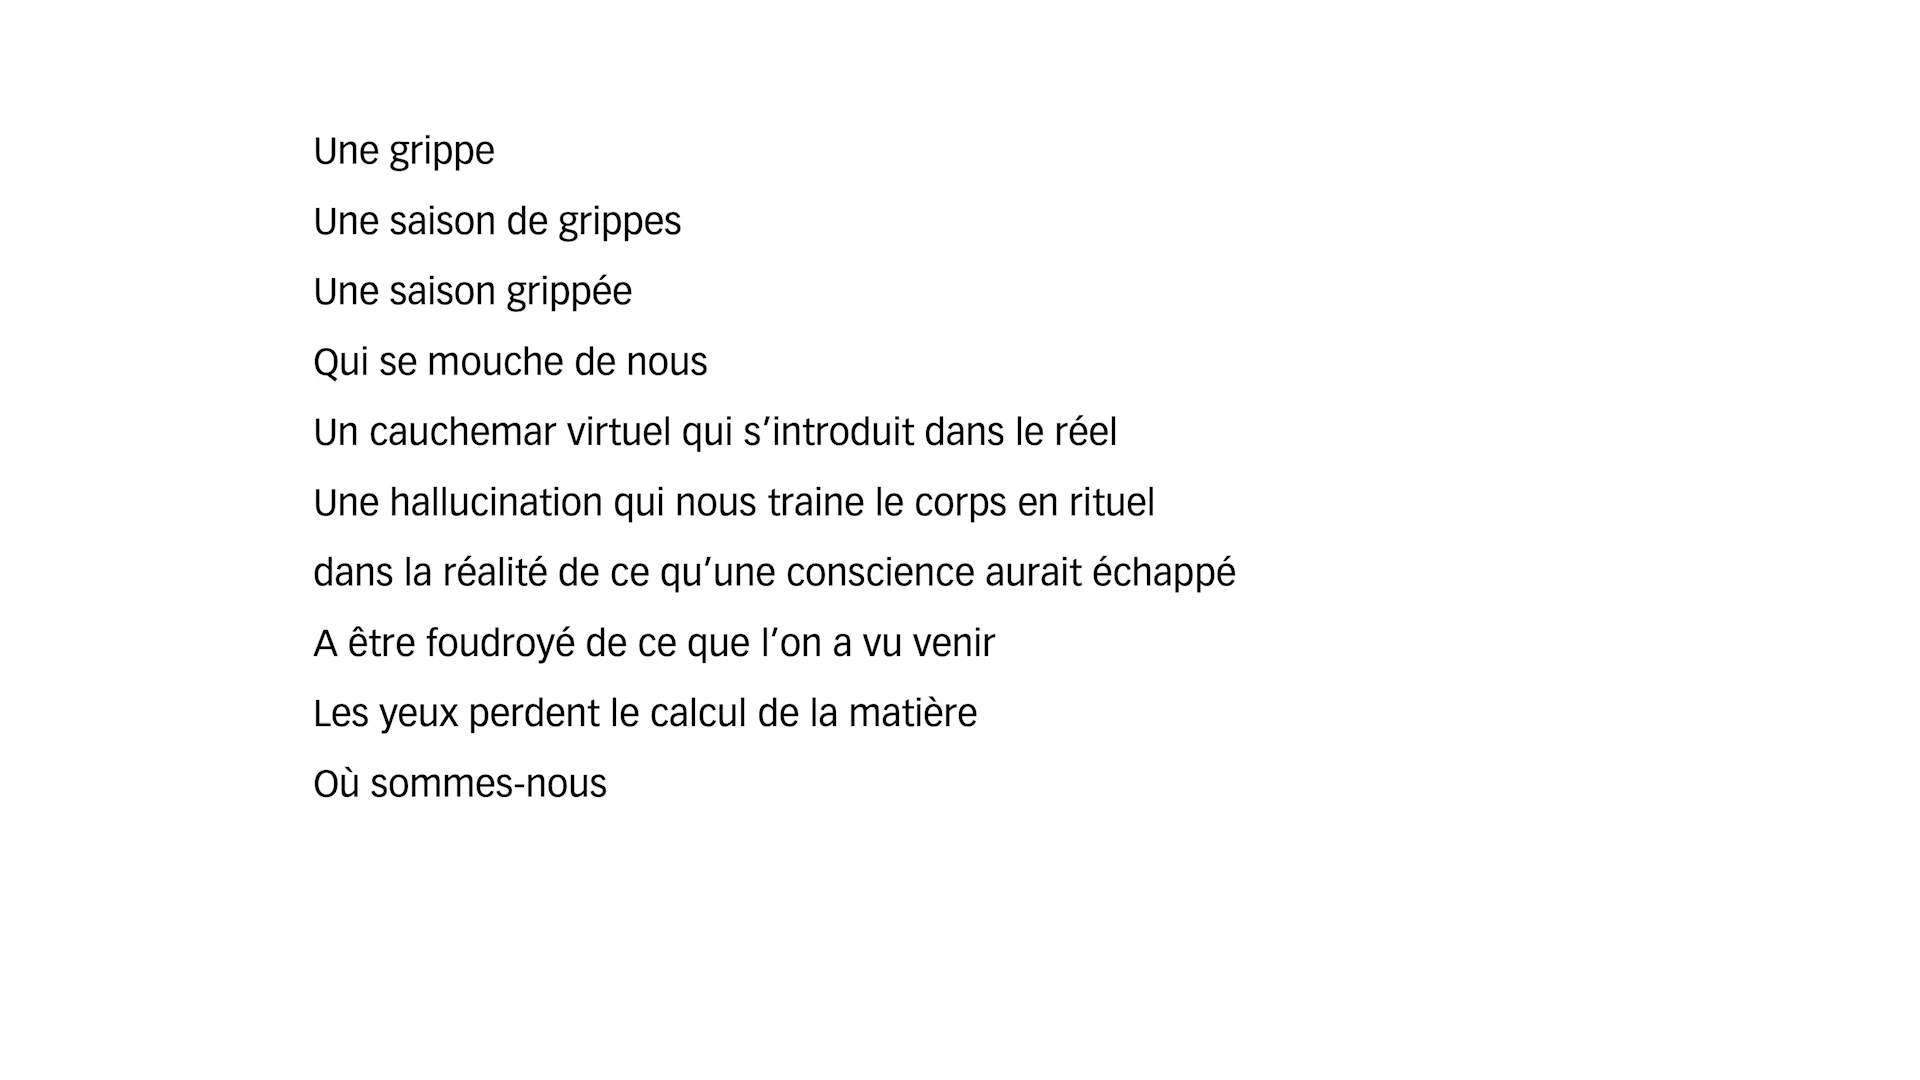 Une grippe
Une saison de grippes
Une saison grippée
Qui se mouche de nous
Un cauchemar virtuel qui s’introduit dans le réel
Une hallucination qui nous traine le corps en rituel
dans la réalité de ce qu’une conscience aurait échappé
A être foudroyé de ce que l’on a vu venir
Les yeux perdent le calcul de la matière
Où sommes-nous